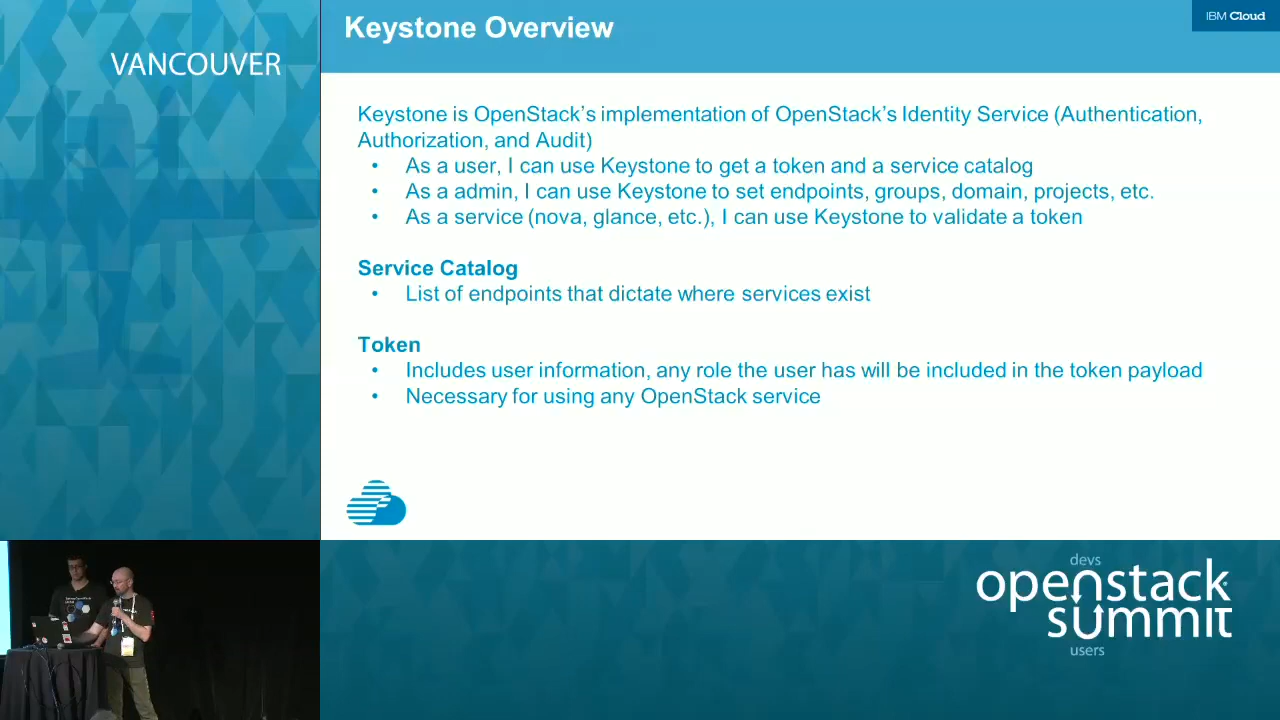 VANCOUVER
Keystone Overview
IBM Cloud
Keystone is OpenStack's implementation of OpenStack's Identity Service (Authentication,
Authorization, and Audit)
• As a user, I can use Keystone to get a token and a service catalog
• As a admin, I can use Keystone to set endpoints, groups, domain, projects, etc.
• As a service (nova, glance, etc.), I can use Keystone to validate a token
Service Catalog
• List of endpoints that dictate where services exist
Token
• Includes user information, any role the user has will be included in the token payload
• Necessary for using any OpenStack service
devs
openstack
summit
users